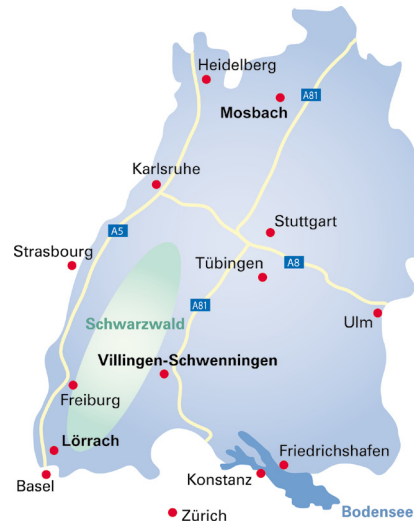 Heidelberg
Mosbach
A81
Karlsruhe
A5
Stuttgart
Strasbourg
Tübingen
A8
A81
Schwarzwald
Ulm
Villingen-Schwenningen
Freiburg
Lörrach
Friedrichshafen
Basel
Konstanz
Bodensee
Zürich